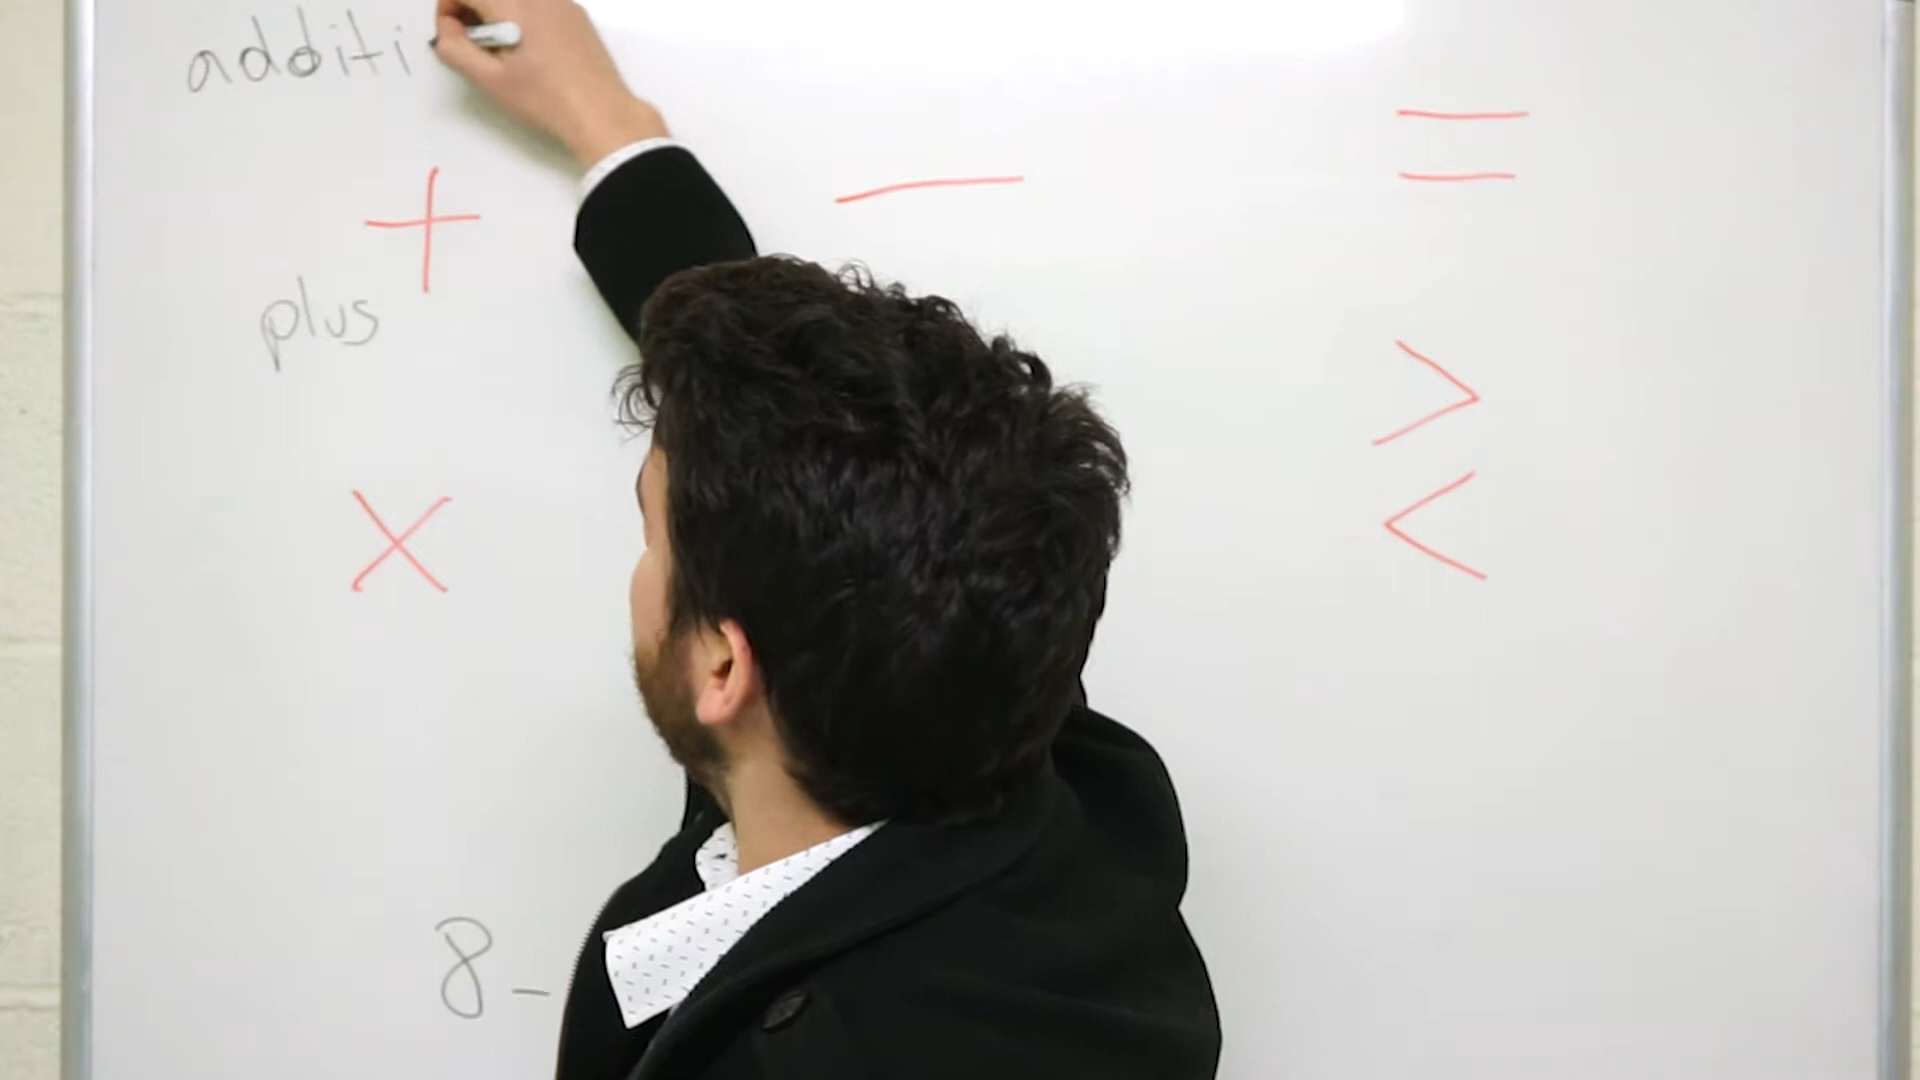 additi
+ − =
plus
>
× <
8 -